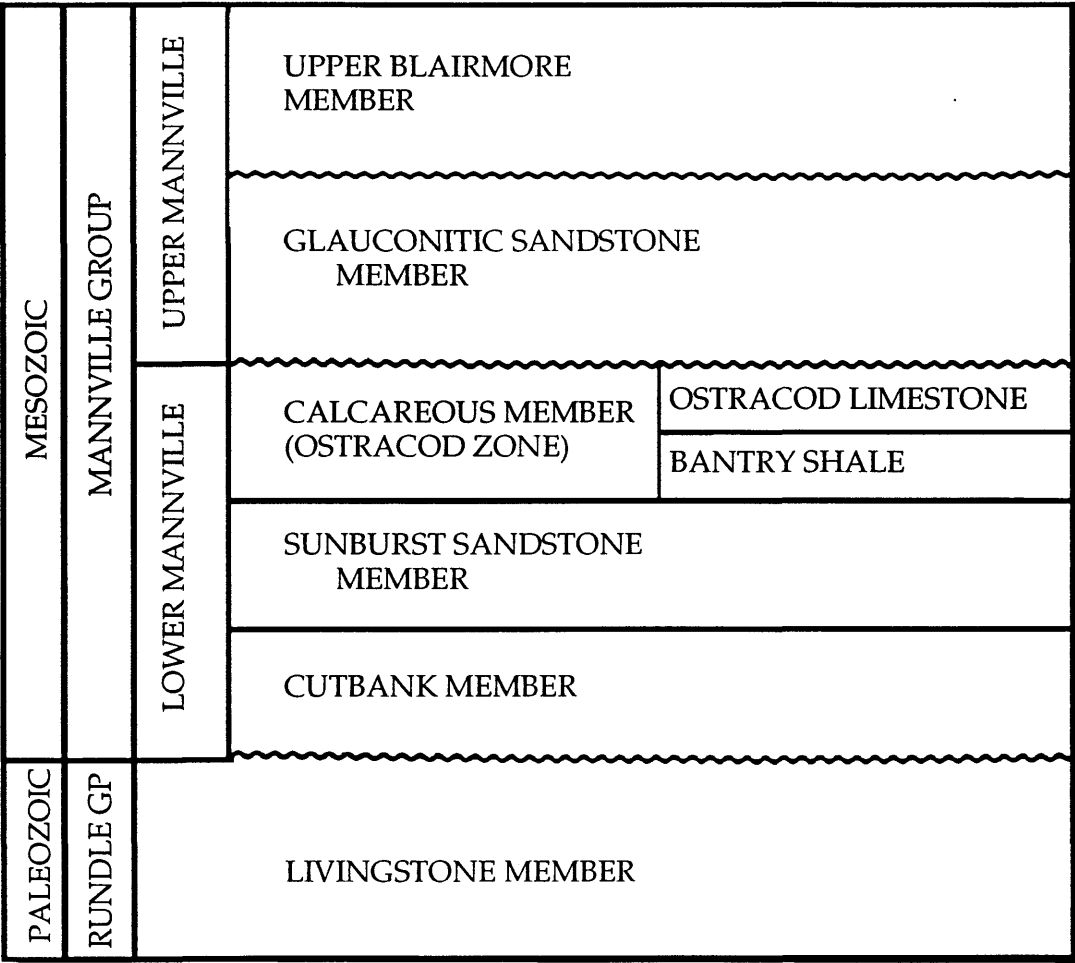 MESOZOIC
PALEOZOIC
MANNVILLE GROUP
RUNDLE GP
UPPER MANNVILLE
LOWER MANNVILLE
UPPER BLAIRMORE
MEMBER
GLAUCONITIC SANDSTONE
MEMBER
CALCAREOUS MEMBER
(OSTRACOD ZONE)
OSTRACOD LIMESTONE
BANTRY SHALE
SUNBURST SANDSTONE
MEMBER
CUTBANK MEMBER
LIVINGSTONE MEMBER